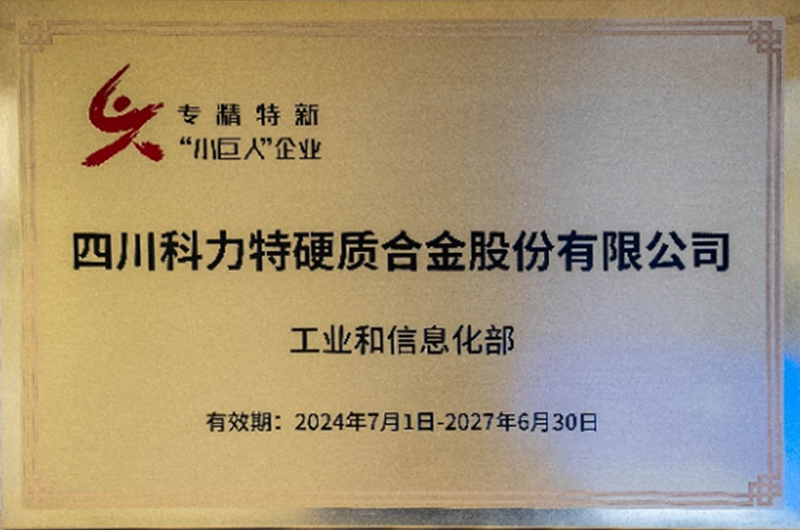 专精特新
“小巨人”企业
四川科力特硬质合金股份有限公司
工业和信息化部
有效期：2024年7月1日-2027年6月30日